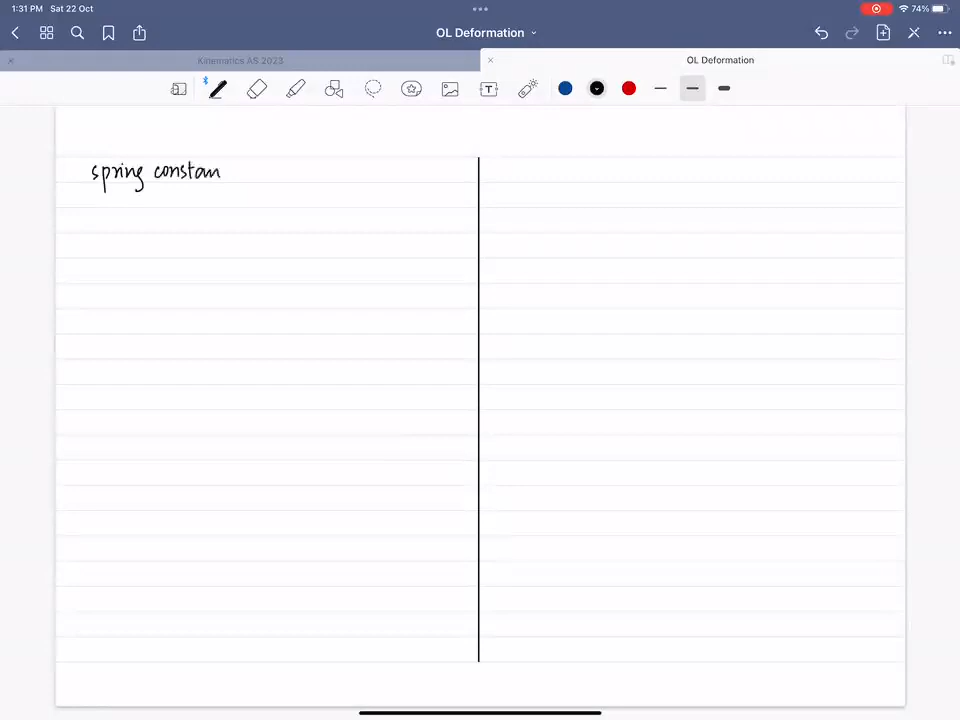 1:31 PM Sat 22 Oct
74%
OL Deformation
Kinematics AS 2023
OL Deformation
T
spring constan